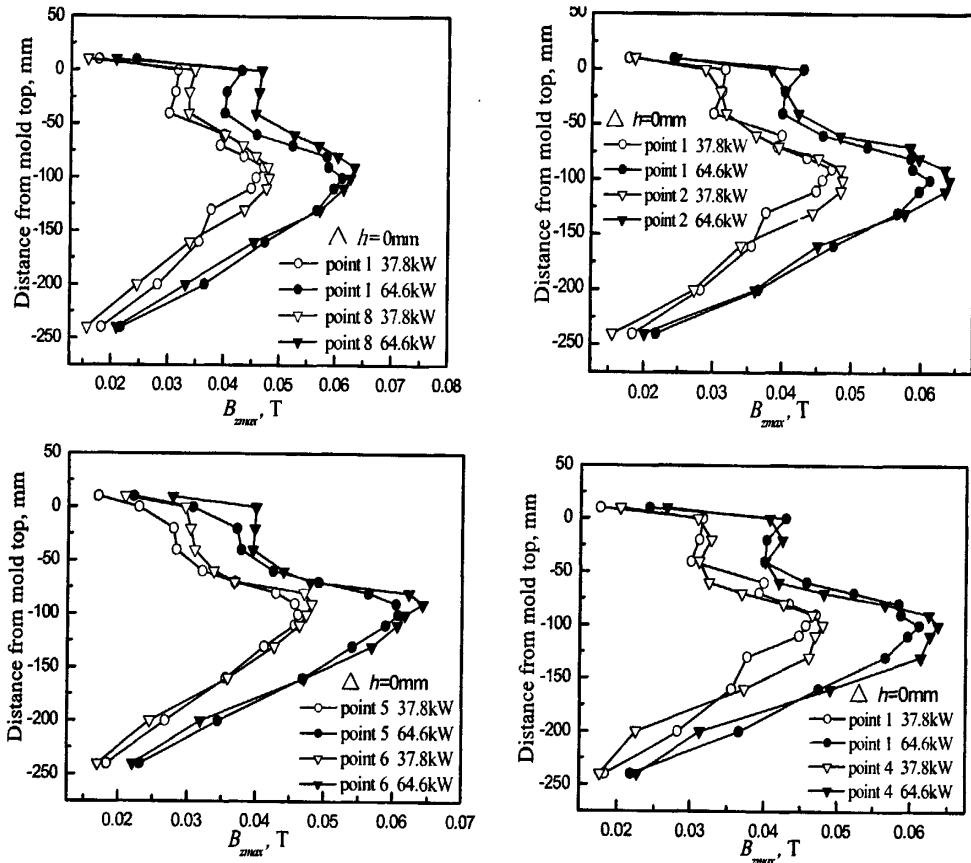 50
0
-50
-100
-150
-200
-250
Distance from mold top, mm
△ h=0mm
point 1 37.8kW
point 1 64.6kW
point 8 37.8kW
point 8 64.6kW
0.02 0.03 0.04 0.05 0.06 0.07 0.08
Bzmax, T
50
0
-50
-100
-150
-200
-250
Distance from mold top, mm
△ h=0mm
point 1 37.8kW
point 1 64.6kW
point 2 37.8kW
point 2 64.6kW
0.02 0.03 0.04 0.05 0.06
Bzmax, T
50
0
-50
-100
-150
-200
-250
Distance from mold top, mm
△ h=0mm
point 5 37.8kW
point 5 64.6kW
point 6 37.8kW
point 6 64.6kW
0.02 0.03 0.04 0.05 0.06 0.07
Bzmax, T
50
0
-50
-100
-150
-200
-250
Distance from mold top, mm
△ h=0mm
point 1 37.8kW
point 1 64.6kW
point 4 37.8kW
point 4 64.6kW
0.02 0.03 0.04 0.05 0.06
Bzmax, T